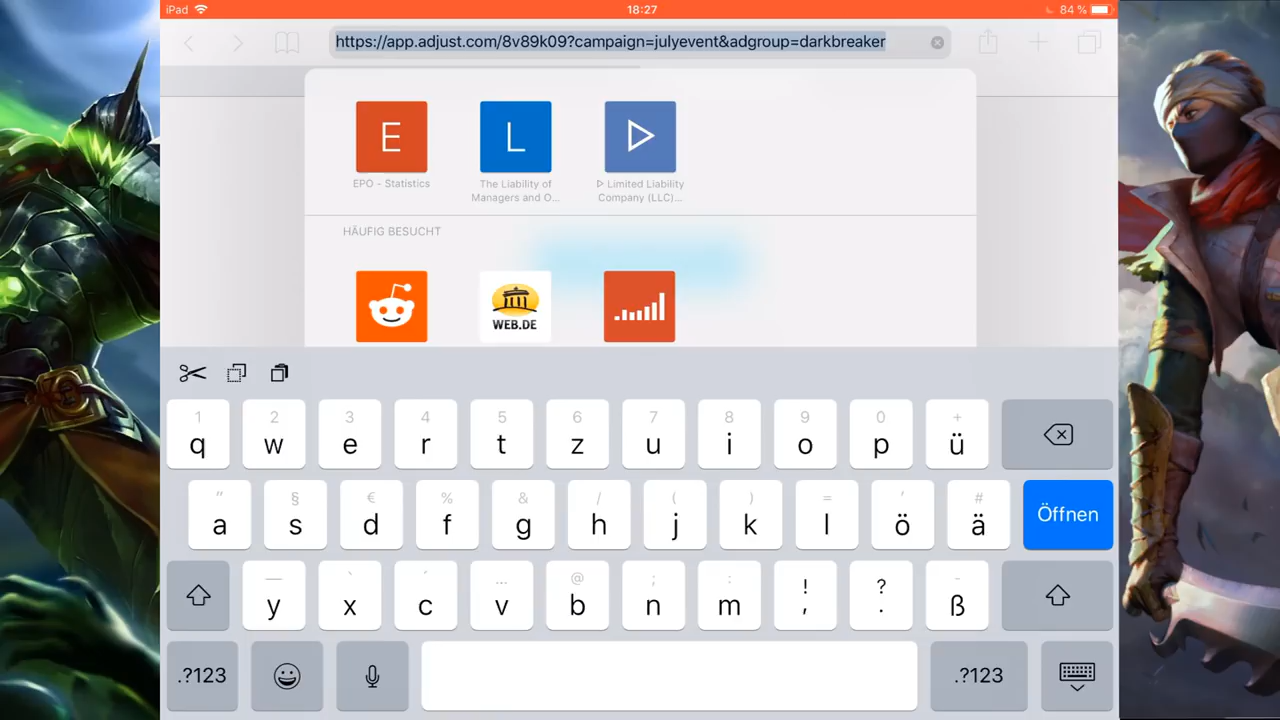 iPad 18:27 84 %
https://app.adjust.com/8v89k09?campaign=julyevent&adgroup=darkbreaker
E L
EPO - Statistics The Liability of Managers and O... ▷ Limited Liability Company (LLC)...
HÄUFIG BESUCHT
WEB.DE
1 2 3 4 5 6 7 8 9 0 +
q w e r t z u i o p ü
" § € % & / ( ) = ' #
a s d f g h j k l ö ä Öffnen
— ` ´ ... @ ; : ! ? -
y x c v b n m , . ß
.?123 .?123